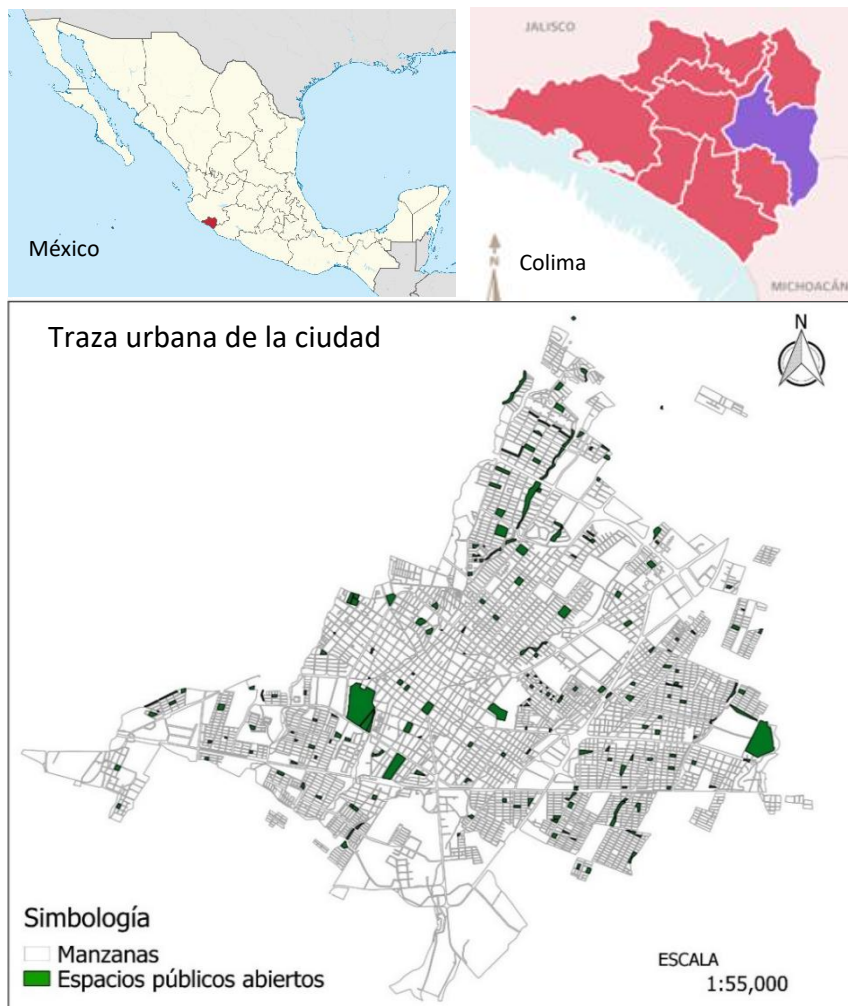 México
JALISCO
Colima
N
MICHOACÁN
Traza urbana de la ciudad
N
Simbología
Manzanas
Espacios públicos abiertos
ESCALA
1:55,000